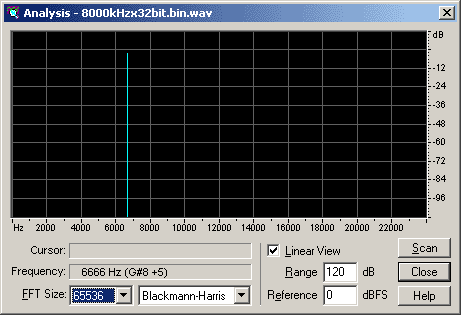 Analysis - 8000kHzx32bit.bin.wav
dB
-12
-24
-36
-48
-60
-72
-84
-96
Hz 2000 4000 6000 8000 10000 12000 14000 16000 18000 20000 22000
Cursor:
Frequency: 6666 Hz (G#8 +5)
FFT Size: 65536 Blackmann-Harris
Linear View
Range 120 dB
Reference 0 dBFS
Scan
Close
Help